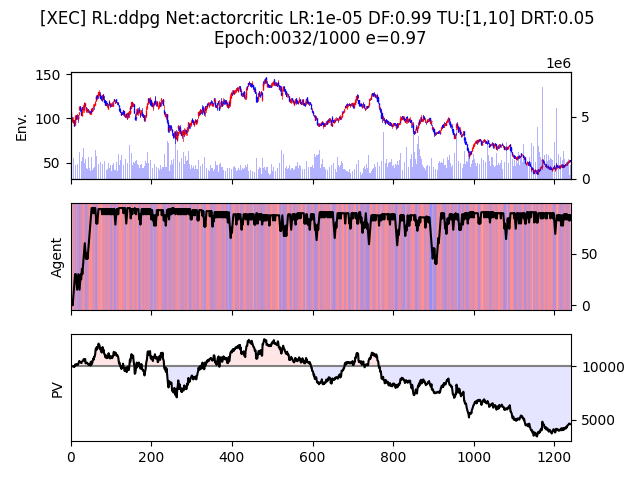 [XEC] RL:ddpg Net:actorcritic LR:1e-05 DF:0.99 TU:[1,10] DRT:0.05
Epoch:0032/1000 e=0.97
1e6
150
100
50
Env.
5
0
Agent
50
0
PV
10000
5000
0 200 400 600 800 1000 1200